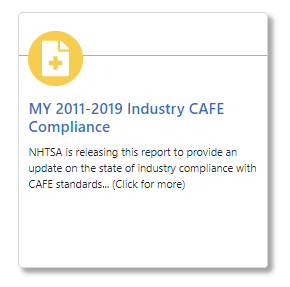 MY 2011-2019 Industry CAFE
Compliance
NHTSA is releasing this report to provide an
update on the state of industry compliance with
CAFE standards... (Click for more)